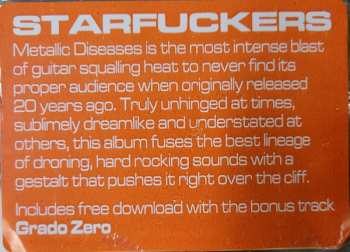 STARFUCKERS
Metallic Diseases is the most intense blast
of guitar squalling heat to never find its
proper audience when originally released
20 years ago. Truly unhinged at times,
sublimely dreamlike and understated at
others, this album fuses the best lineage
of droning, hard rocking sounds with a
gestalt that pushes it right over the cliff.
Includes free download with the bonus track
Grado Zero